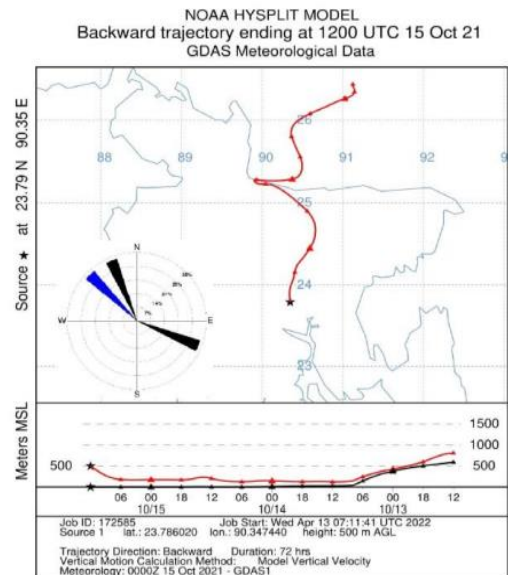 NOAA HYSPLIT MODEL
Backward trajectory ending at 1200 UTC 15 Oct 21
GDAS Meteorological Data
Source ★ at 23.79 N 90.35 E
26
88 89 90 91 92 9
25
24
23
N
W E
S
7%
14%
21%
28%
Meters MSL
1500
1000
500 500
06 00 18 12 06 00 18 12 06 00 18 12
10/15 10/14 10/13
Job ID: 172585 Job Start: Wed Apr 13 07:11:41 UTC 2022
Source 1 lat.: 23.786020 lon.: 90.347440 height: 500 m AGL
Trajectory Direction: Backward Duration: 72 hrs
Vertical Motion Calculation Method: Model Vertical Velocity
Meteorology: 0000Z 15 Oct 2021 - GDAS1